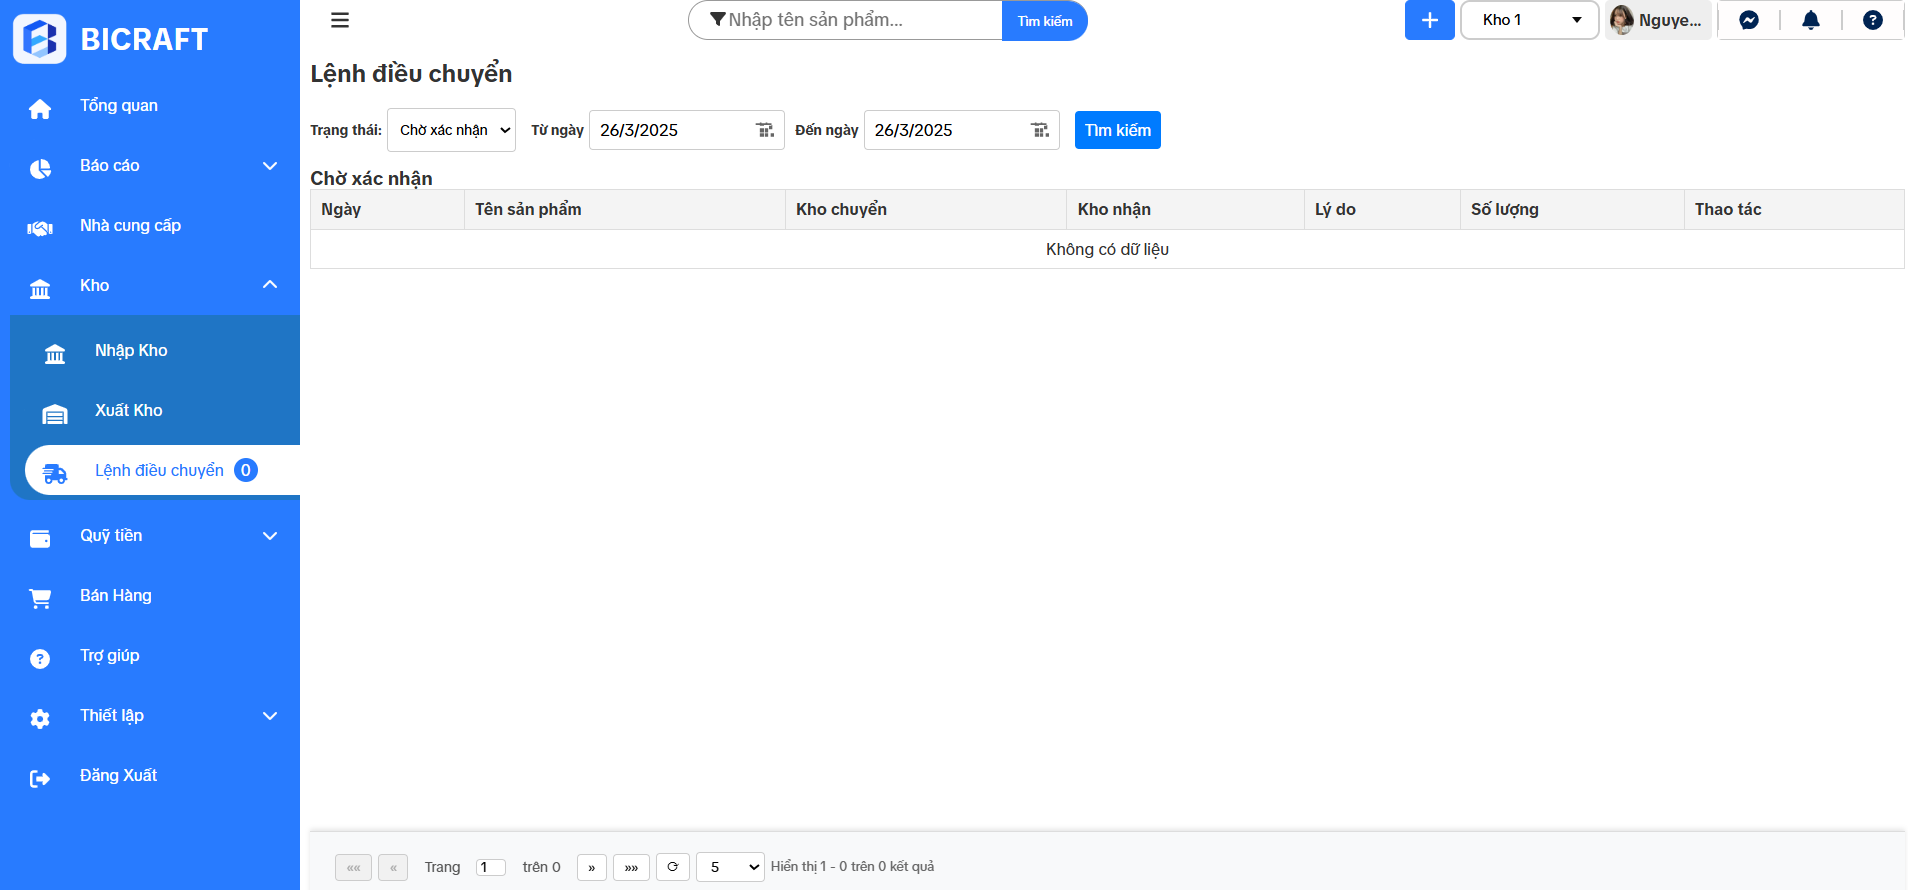 BICRAFT
Tổng quan
Báo cáo
Nhà cung cấp
Kho
Nhập Kho
Xuất Kho
Lệnh điều chuyển 0
Quỹ tiền
Bán Hàng
Trợ giúp
Thiết lập
Đăng Xuất
Nhập tên sản phẩm... Tìm kiếm
+ Kho 1 Nguye...
Lệnh điều chuyển
Trạng thái: Chờ xác nhận Từ ngày 26/3/2025 Đến ngày 26/3/2025 Tìm kiếm
Chờ xác nhận
Ngày Tên sản phẩm Kho chuyển Kho nhận Lý do Số lượng Thao tác
Không có dữ liệu
«« « Trang 1 trên 0 » »» ⟳ 5 Hiển thị 1 - 0 trên 0 kết quả